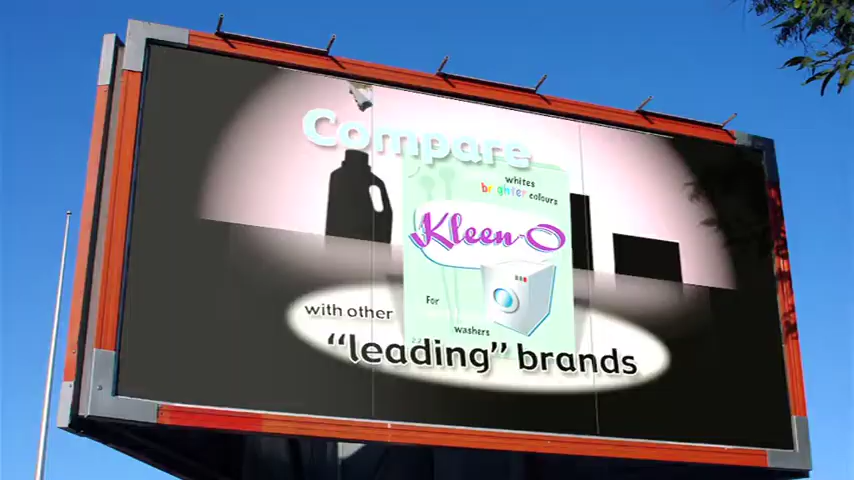 Compare
whites
brighter colours
Kleen-O
For
washers
with other
"leading" brands